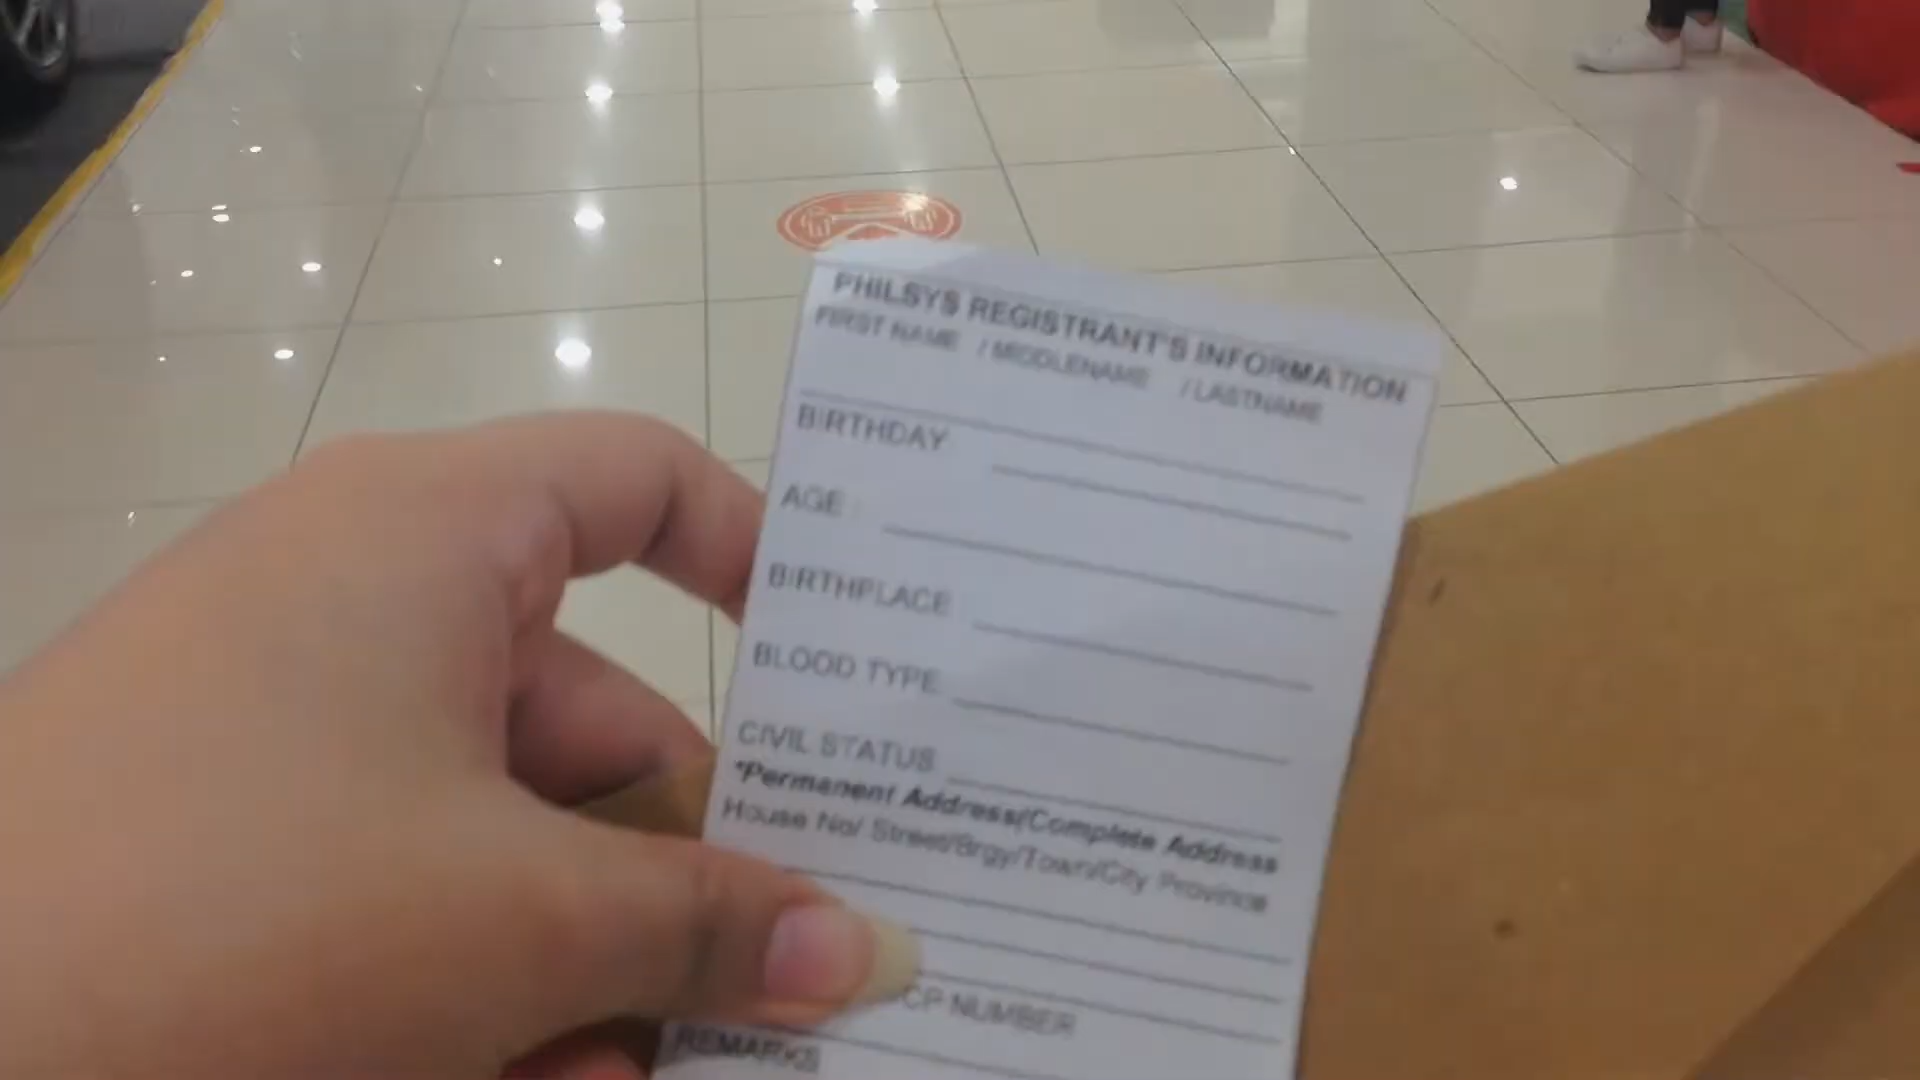 PHILSYS REGISTRANT'S INFORMATION
FIRST NAME / MIDDLENAME / LASTNAME
BIRTHDAY
AGE :
BIRTHPLACE
BLOOD TYPE
CIVIL STATUS
*Permanent Address/Complete Address
House No/ Street/Brgy/Town/City Province
CP NUMBER
REMARKS